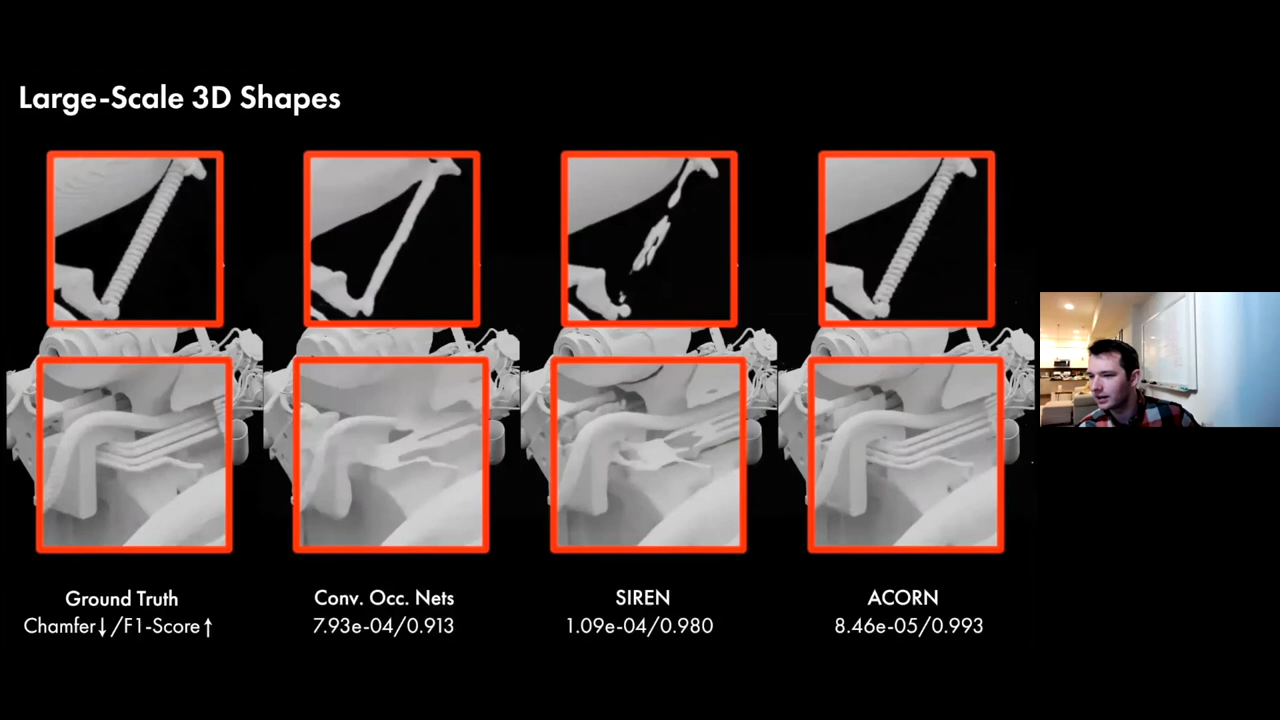 Large-Scale 3D Shapes
Ground Truth
Chamfer↓/F1-Score↑
Conv. Occ. Nets
7.93e-04/0.913
SIREN
1.09e-04/0.980
ACORN
8.46e-05/0.993